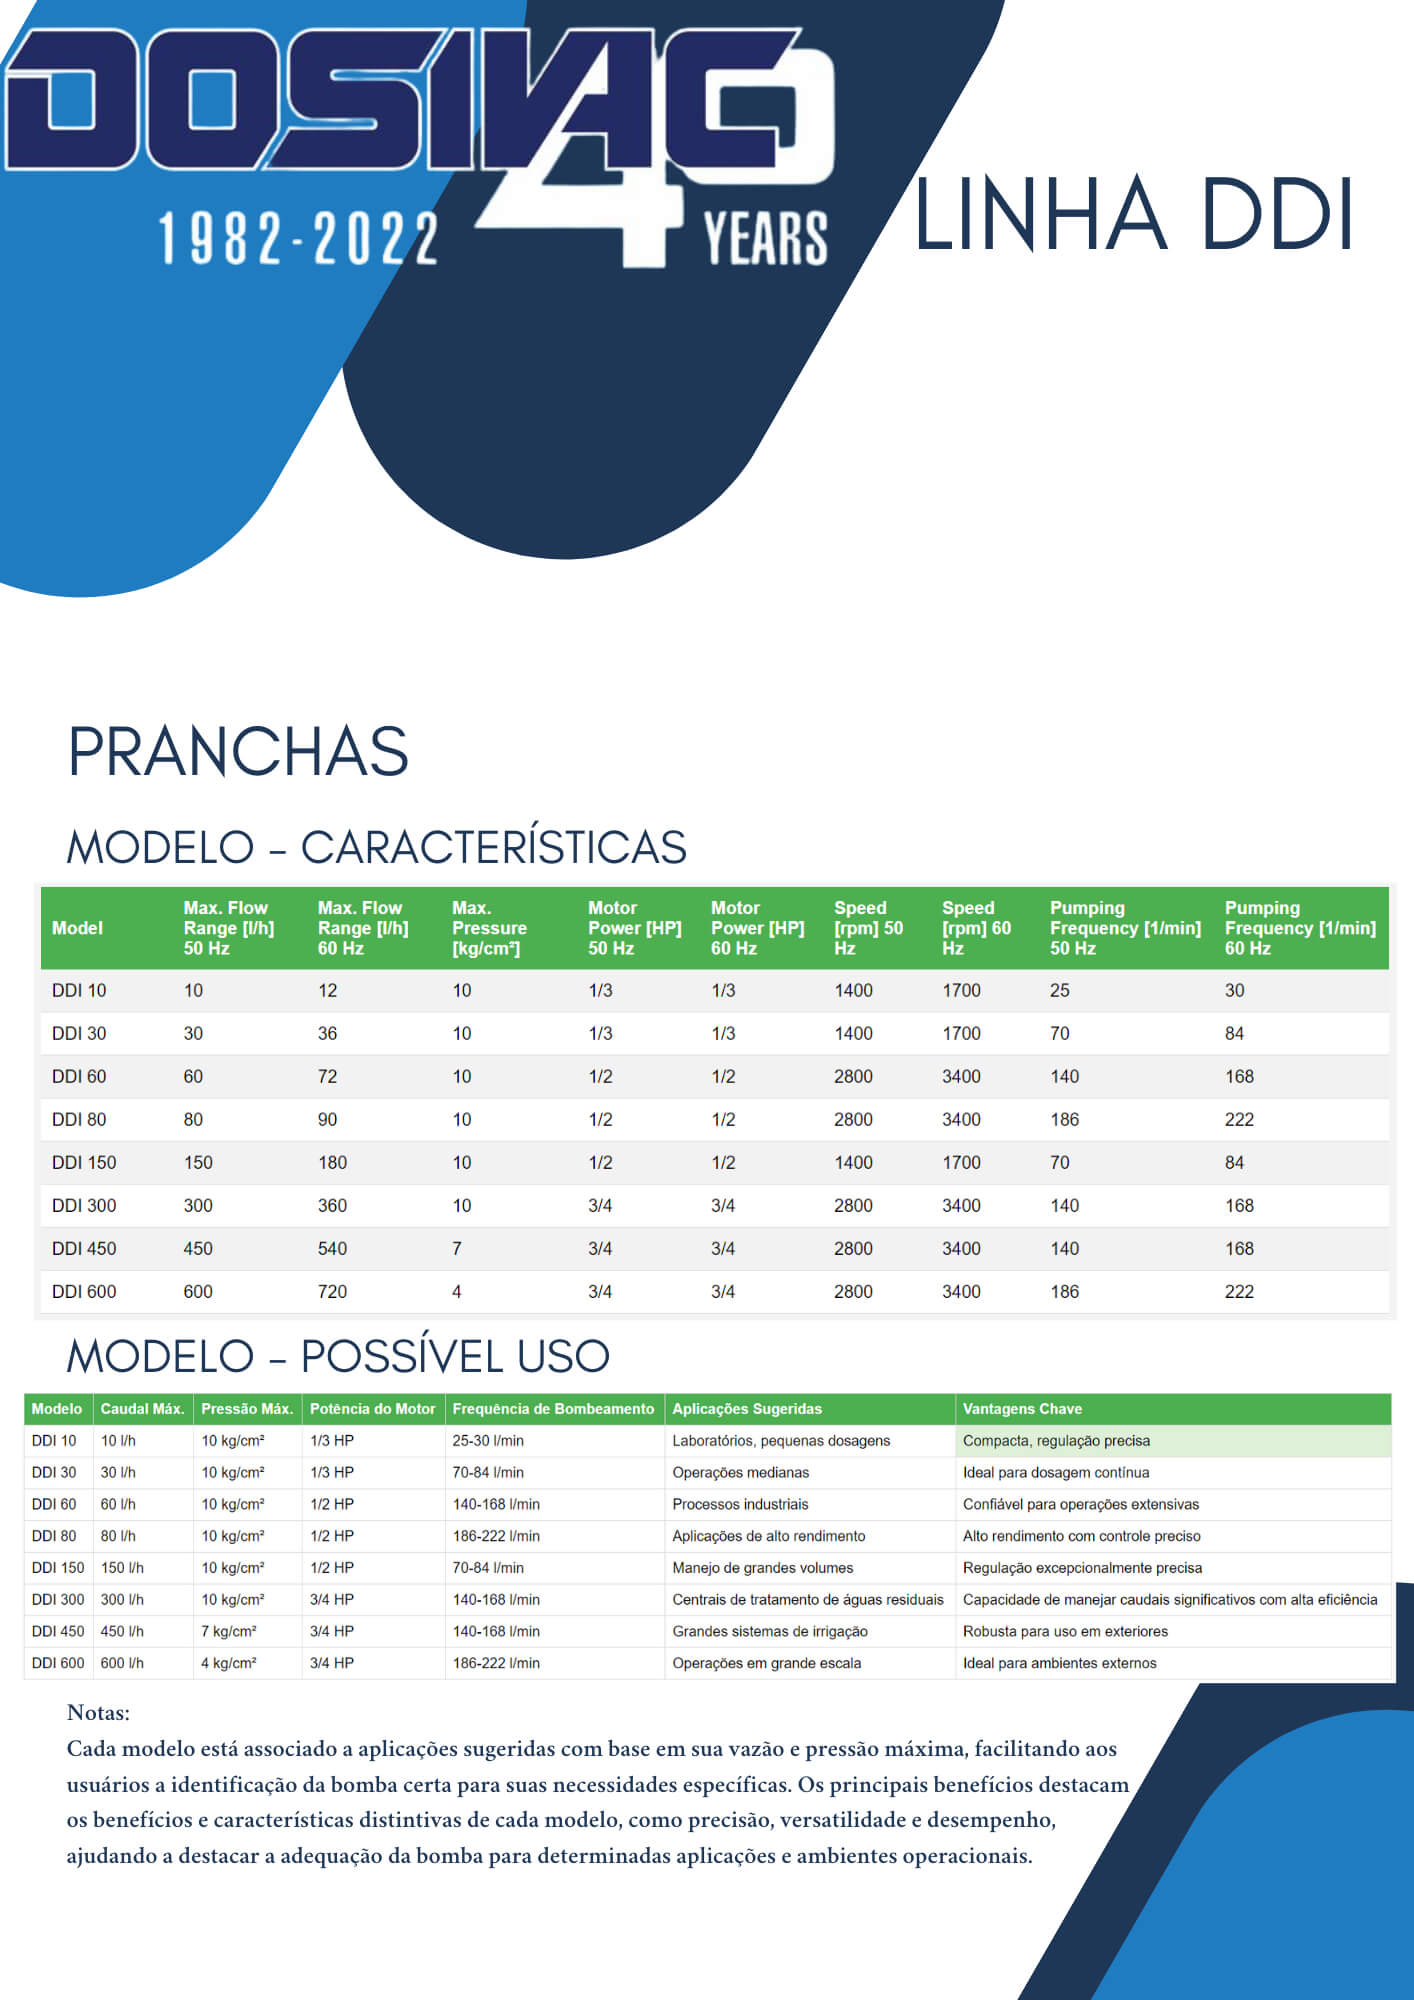 DOSIVAC
40
1982-2022 YEARS
LINHA DDI
PRANCHAS
MODELO – CARACTERÍSTICAS
Model Max. Flow Range [l/h] 50 Hz Max. Flow Range [l/h] 60 Hz Max. Pressure [kg/cm²] Motor Power [HP] 50 Hz Motor Power [HP] 60 Hz Speed [rpm] 50 Hz Speed [rpm] 60 Hz Pumping Frequency [1/min] 50 Hz Pumping Frequency [1/min] 60 Hz
DDI 10 10 12 10 1/3 1/3 1400 1700 25 30
DDI 30 30 36 10 1/3 1/3 1400 1700 70 84
DDI 60 60 72 10 1/2 1/2 2800 3400 140 168
DDI 80 80 90 10 1/2 1/2 2800 3400 186 222
DDI 150 150 180 10 1/2 1/2 1400 1700 70 84
DDI 300 300 360 10 3/4 3/4 2800 3400 140 168
DDI 450 450 540 7 3/4 3/4 2800 3400 140 168
DDI 600 600 720 4 3/4 3/4 2800 3400 186 222
MODELO – POSSÍVEL USO
Modelo Caudal Máx. Pressão Máx. Potência do Motor Frequência de Bombeamento Aplicações Sugeridas Vantagens Chave
DDI 10 10 l/h 10 kg/cm² 1/3 HP 25-30 l/min Laboratórios, pequenas dosagens Compacta, regulação precisa
DDI 30 30 l/h 10 kg/cm² 1/3 HP 70-84 l/min Operações medianas Ideal para dosagem contínua
DDI 60 60 l/h 10 kg/cm² 1/2 HP 140-168 l/min Processos industriais Confiável para operações extensivas
DDI 80 80 l/h 10 kg/cm² 1/2 HP 186-222 l/min Aplicações de alto rendimento Alto rendimento com controle preciso
DDI 150 150 l/h 10 kg/cm² 1/2 HP 70-84 l/min Manejo de grandes volumes Regulação excepcionalmente precisa
DDI 300 300 l/h 10 kg/cm² 3/4 HP 140-168 l/min Centrais de tratamento de águas residuais Capacidade de manejar caudais significativos com alta eficiência
DDI 450 450 l/h 7 kg/cm² 3/4 HP 140-168 l/min Grandes sistemas de irrigação Robusta para uso em exteriores
DDI 600 600 l/h 4 kg/cm² 3/4 HP 186-222 l/min Operações em grande escala Ideal para ambientes externos
Notas:
Cada modelo está associado a aplicações sugeridas com base em sua vazão e pressão máxima, facilitando aos
usuários a identificação da bomba certa para suas necessidades específicas. Os principais benefícios destacam
os benefícios e características distintivas de cada modelo, como precisão, versatilidade e desempenho,
ajudando a destacar a adequação da bomba para determinadas aplicações e ambientes operacionais.